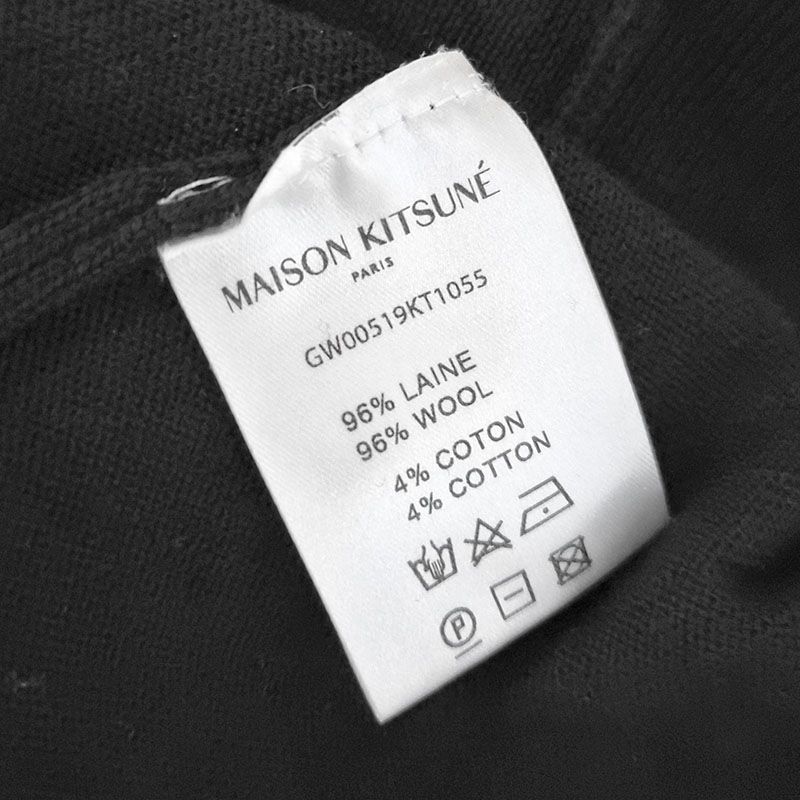 MAISON KITSUNÉ
PARIS
GW00519KT1055
96% LAINE
96% WOOL
4% COTON
4% COTTON
P